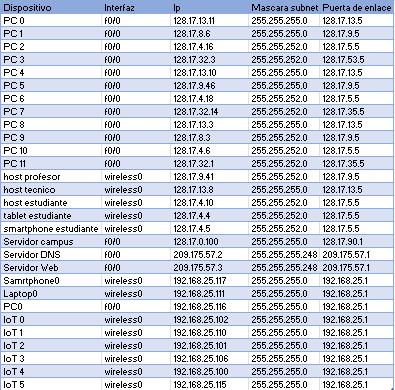 Dispositivo Interfaz Ip Mascara subnet Puerta de enlace
PC 0 f0/0 128.17.13.11 255.255.255.0 128.17.13.5
PC 1 f0/0 128.17.8.6 255.255.252.0 128.17.9.5
PC 2 f0/0 128.17.4.16 255.255.252.0 128.17.5.5
PC 3 f0/0 128.17.32.3 255.255.252.0 128.17.53.5
PC 4 f0/0 128.17.13.10 255.255.255.0 128.17.13.5
PC 5 f0/0 128.17.9.46 255.255.252.0 128.17.9.5
PC 6 f0/0 128.17.4.18 255.255.252.0 128.17.5.5
PC 7 f0/0 128.17.32.14 255.255.252.0 128.17.35.5
PC 8 f0/0 128.17.13.3 255.255.255.0 128.17.13.5
PC 9 f0/0 128.17.8.3 255.255.252.0 128.17.9.5
PC 10 f0/0 128.17.4.6 255.255.252.0 128.17.5.5
PC 11 f0/0 128.17.32.1 255.255.252.0 128.17.35.5
host profesor wireless0 128.17.9.41 255.255.252.0 128.17.9.5
host tecnico wireless0 128.17.13.8 255.255.255.0 128.17.13.5
host estudiante wireless0 128.17.4.10 255.255.252.0 128.17.5.5
tablet estudiante wireless0 128.17.4.4 255.255.252.0 128.17.5.5
smartphone estudiante wireless0 128.17.4.5 255.255.252.0 128.17.5.5
Servidor campus f0/0 128.17.0.100 255.255.255.0 128.17.90.1
Servidor DNS f0/0 209.175.57.2 255.255.255.248 209.175.57.1
Servidor Web f0/0 209.175.57.3 255.255.255.248 209.175.57.1
Samrtphone0 wireless0 192.168.25.117 255.255.255.0 192.168.25.1
Laptop0 wireless0 192.168.25.111 255.255.255.0 192.168.25.1
PC0 f0/0 192.168.25.116 255.255.255.0 192.168.25.1
IoT 0 wireless0 192.168.25.102 255.255.255.0 192.168.25.1
IoT 1 wireless0 192.168.25.110 255.255.255.0 192.168.25.1
IoT 2 wireless0 192.168.25.101 255.255.255.0 192.168.25.1
IoT 3 wireless0 192.168.25.106 255.255.255.0 192.168.25.1
IoT 4 wireless0 192.168.25.100 255.255.255.0 192.168.25.1
IoT 5 wireless0 192.168.25.115 255.255.255.0 192.168.25.1